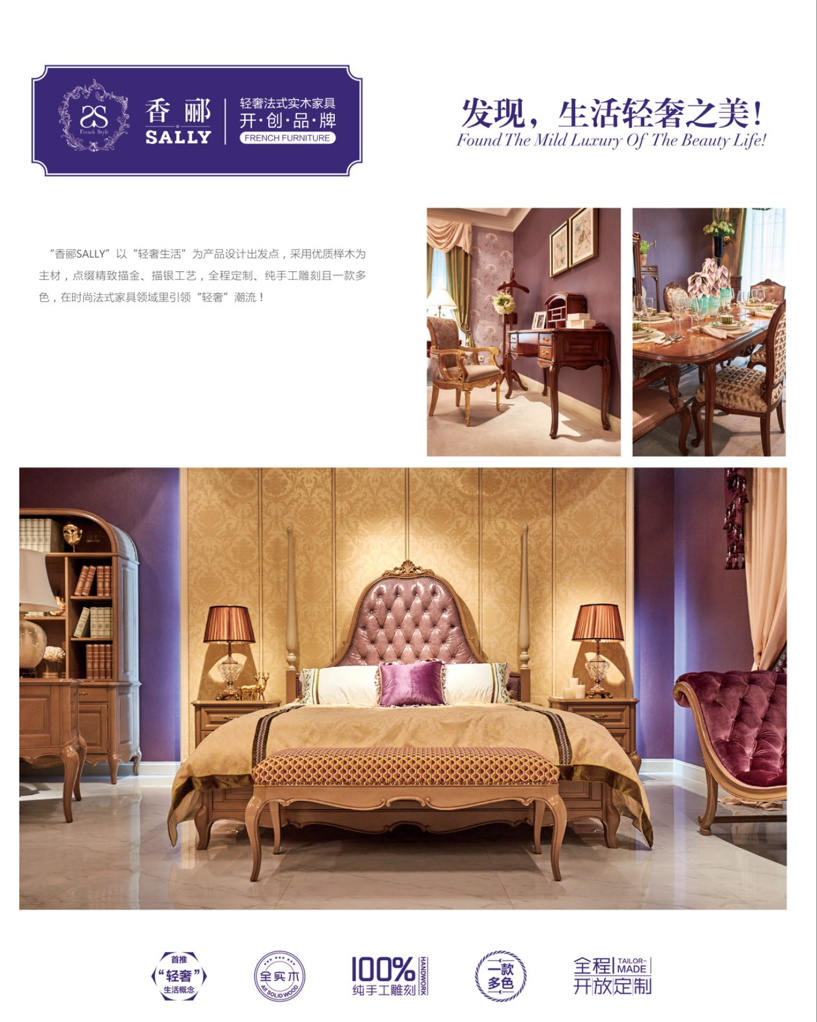 SS
French Style
香郦
SALLY
轻奢法式实木家具
开·创·品·牌
FRENCH FURNITURE
发现，生活轻奢之美！
Found The Mild Luxury Of The Beauty Life!
“香郦SALLY”以“轻奢生活”为产品设计出发点，采用优质榉木为
主材，点缀精致描金、描银工艺，全程定制、纯手工雕刻且一款多
色，在时尚法式家具领域里引领“轻奢”潮流！
首推
“轻奢”
生活概念
全实木
All SOLID WOOD
100%
HANDWORK
纯手工雕刻
一款
多色
全程
TAILOR-
MADE
开放定制